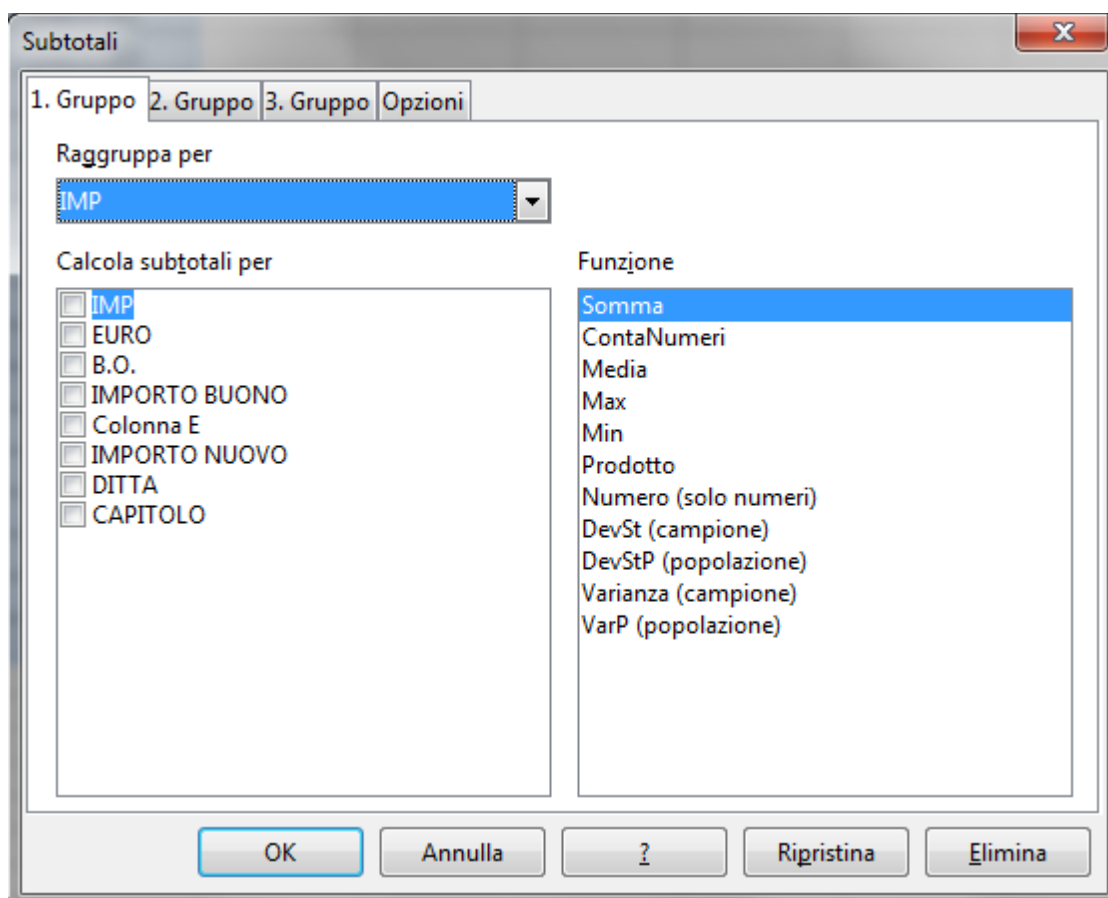 Subtotali
1. Gruppo 2. Gruppo 3. Gruppo Opzioni
Raggruppa per
IMP
Calcola subtotali per
IMP
EURO
B.O.
IMPORTO BUONO
Colonna E
IMPORTO NUOVO
DITTA
CAPITOLO
Funzione
Somma
ContaNumeri
Media
Max
Min
Prodotto
Numero (solo numeri)
DevSt (campione)
DevStP (popolazione)
Varianza (campione)
VarP (popolazione)
OK Annulla ? Ripristina Elimina